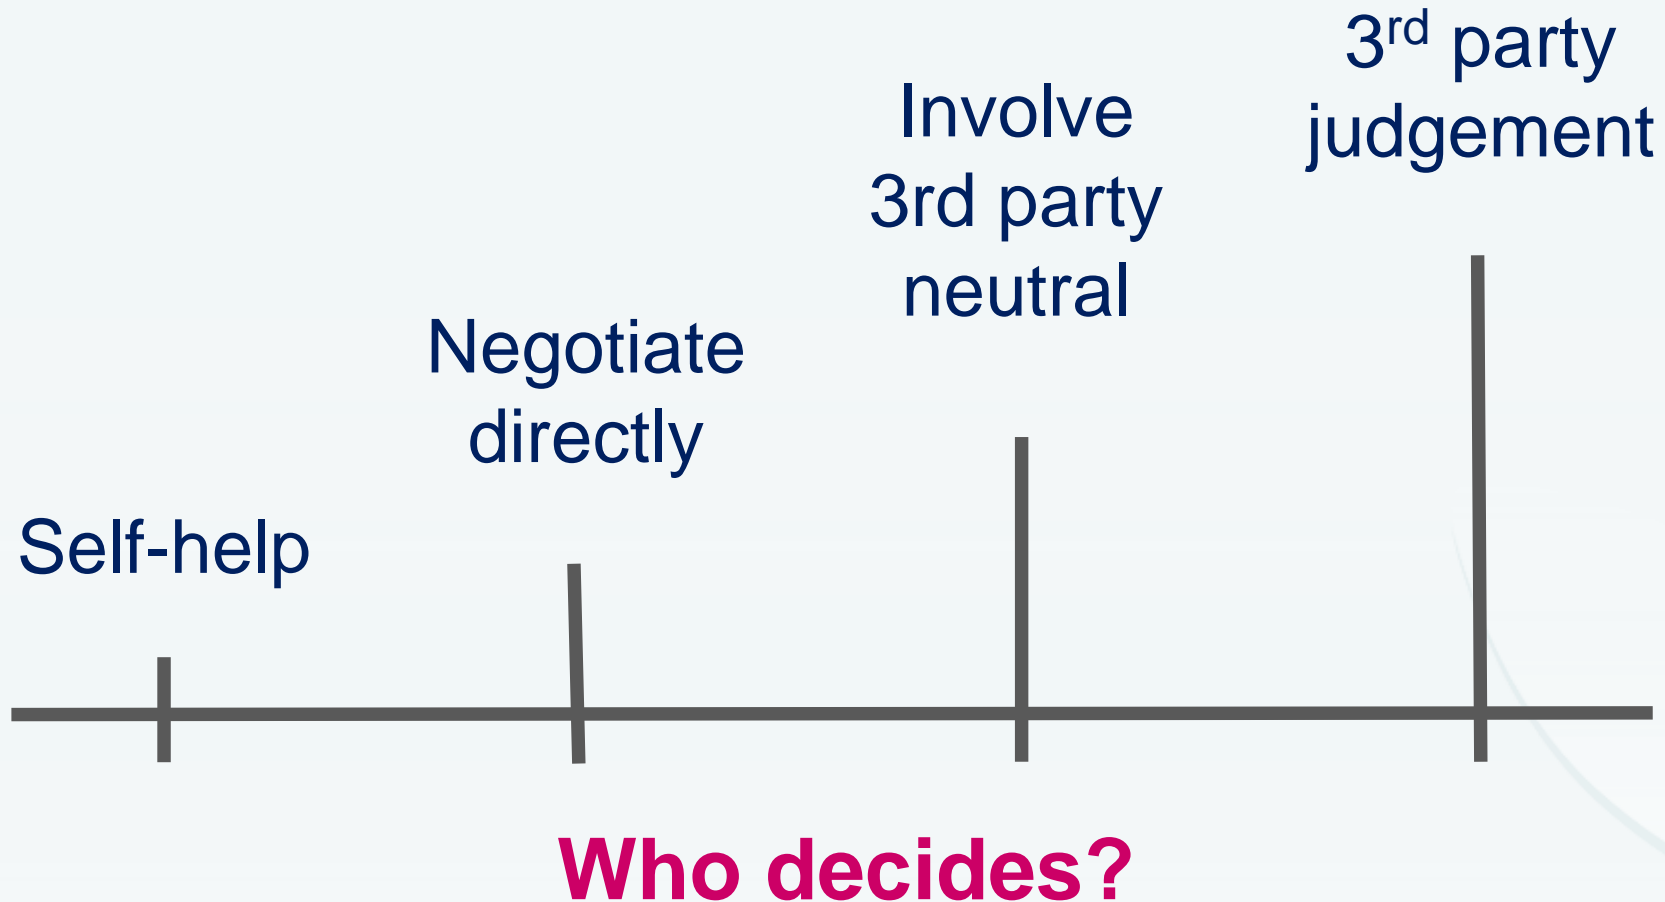 Self-help
Negotiate
directly
Involve
3rd party
neutral
3rd party
judgement
Who decides?